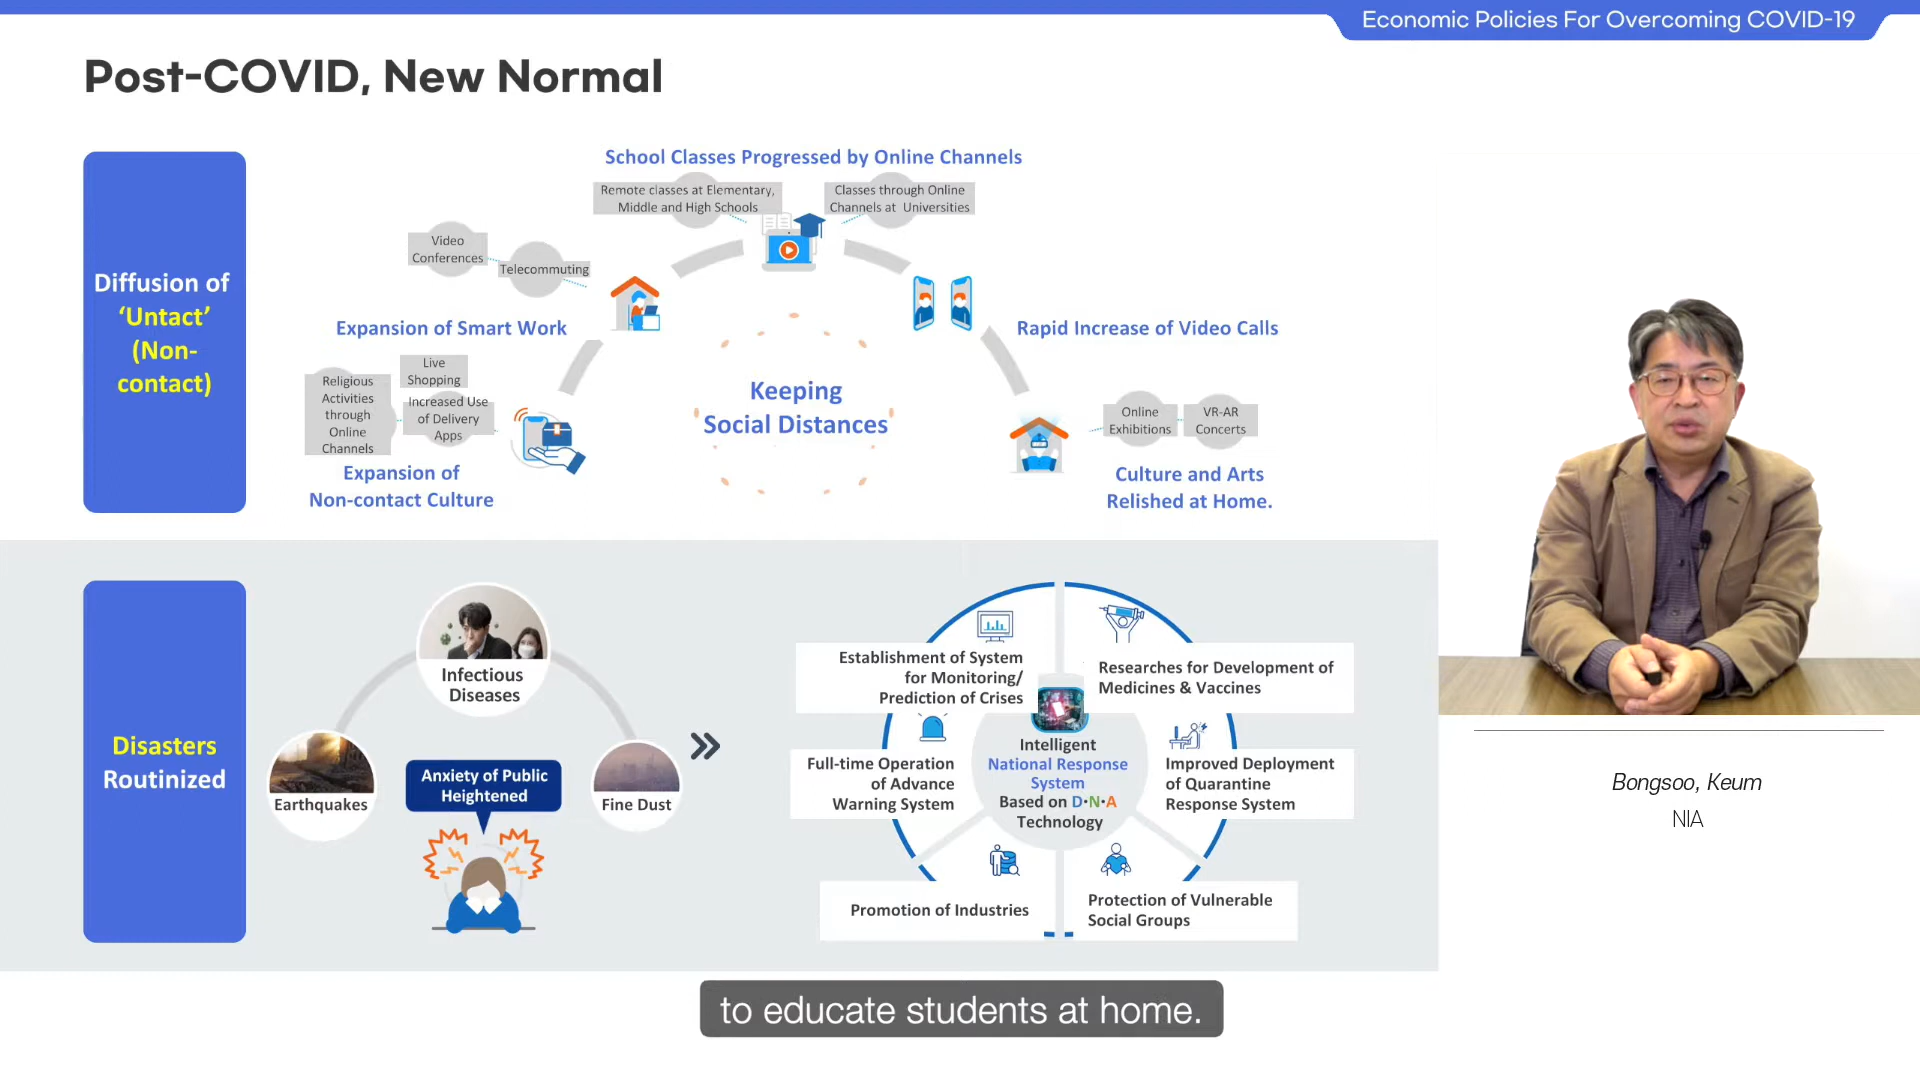 Economic Policies For Overcoming COVID-19
Post-COVID, New Normal
Diffusion of
‘Untact’
(Non-
contact)
School Classes Progressed by Online Channels
Remote classes at Elementary,
Middle and High Schools
Classes through Online
Channels at Universities
Video
Conferences
Telecommuting
Expansion of Smart Work
Rapid Increase of Video Calls
Religious
Activities
through
Online
Channels
Live
Shopping
Increased Use
of Delivery
Apps
Expansion of
Non-contact Culture
Keeping
Social Distances
Online
Exhibitions
VR-AR
Concerts
Culture and Arts
Relished at Home.
Disasters
Routinized
Infectious
Diseases
Earthquakes
Anxiety of Public
Heightened
Fine Dust
Establishment of System
for Monitoring/
Prediction of Crises
Researches for Development of
Medicines & Vaccines
Full-time Operation
of Advance
Warning System
Intelligent
National Response
System
Based on D·N·A
Technology
Improved Deployment
of Quarantine
Response System
Promotion of Industries
Protection of Vulnerable
Social Groups
Bongsoo, Keum
NIA
to educate students at home.